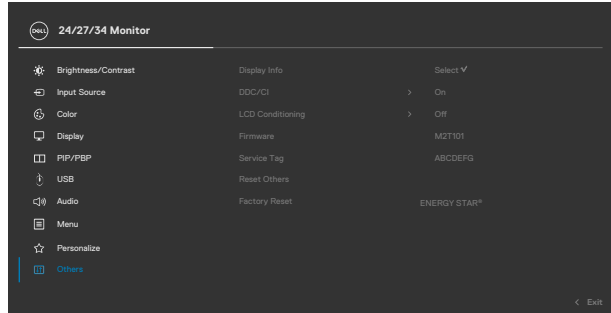 DELL 24/27/34 Monitor
Brightness/Contrast Display Info Select ✓
Input Source DDC/CI > On
Color LCD Conditioning > Off
Display Firmware M2T101
PIP/PBP Service Tag ABCDEFG
USB Reset Others
Audio Factory Reset ENERGY STAR®
Menu
Personalize
Others
< Exit